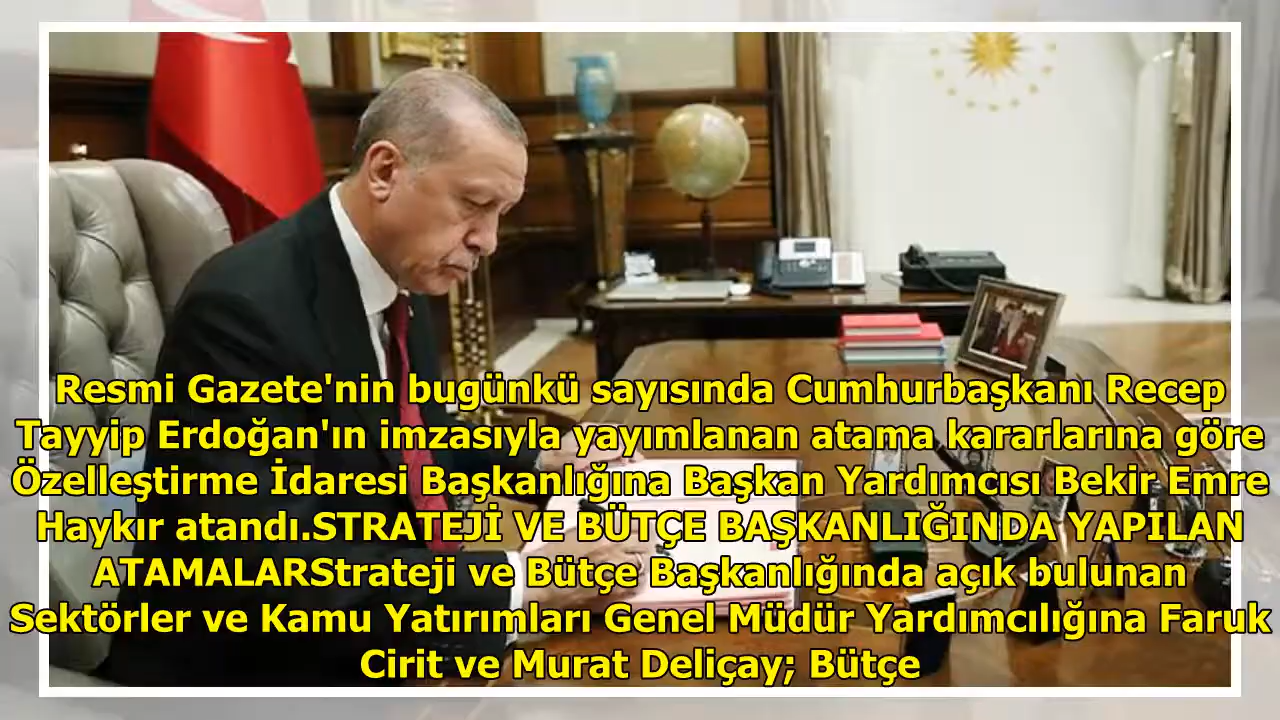 Resmi Gazete'nin bugünkü sayısında Cumhurbaşkanı Recep
Tayyip Erdoğan'ın imzasıyla yayımlanan atama kararlarına göre
Özelleştirme İdaresi Başkanlığına Başkan Yardımcısı Bekir Emre
Haykır atandı.STRATEJİ VE BÜTÇE BAŞKANLIĞINDA YAPILAN
ATAMALARStrateji ve Bütçe Başkanlığında açık bulunan
Sektörler ve Kamu Yatırımları Genel Müdür Yardımcılığına Faruk
Cirit ve Murat Deliçay; Bütçe